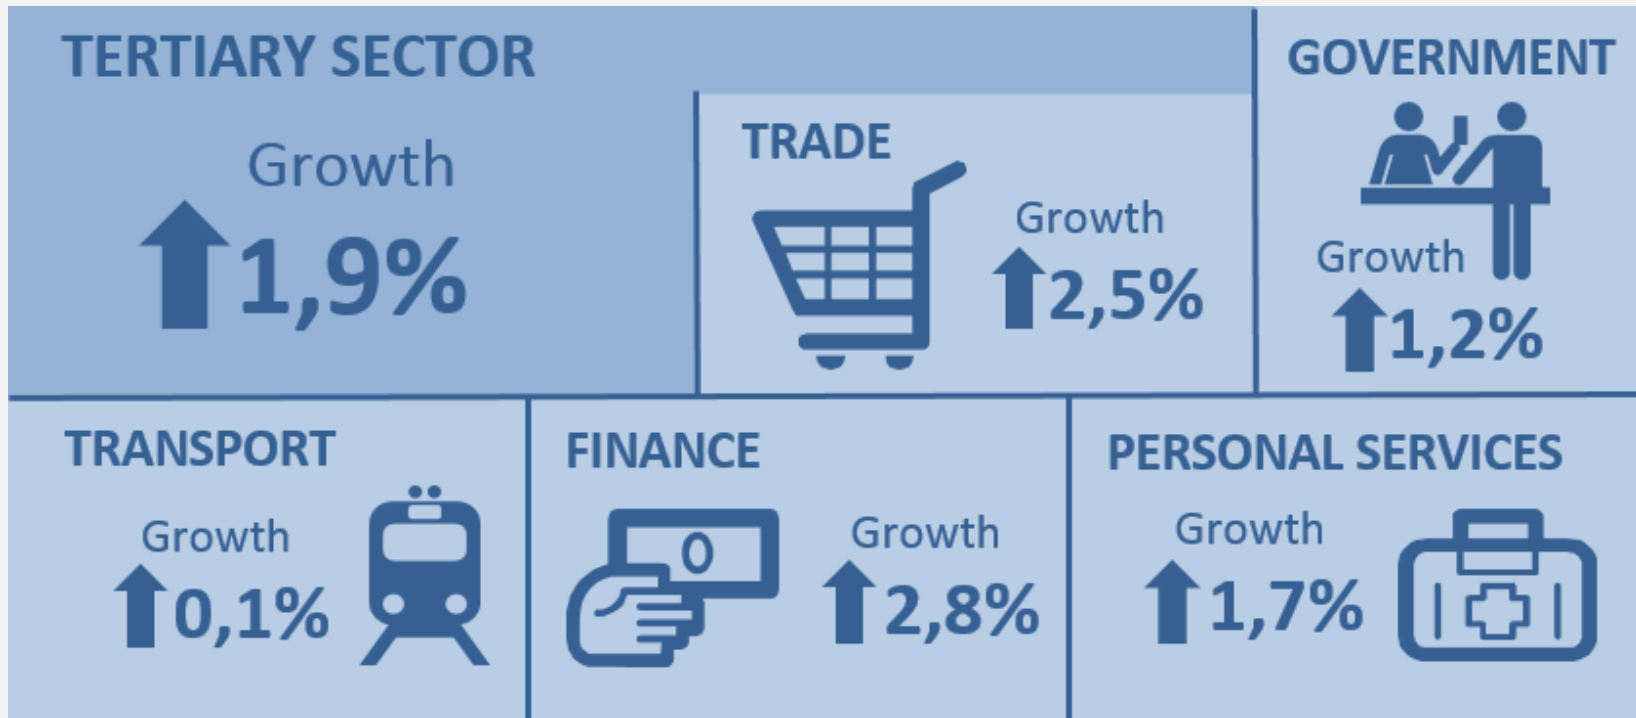 TERTIARY SECTOR
Growth
1,9%
TRADE
Growth
2,5%
GOVERNMENT
Growth
1,2%
TRANSPORT
Growth
0,1%
FINANCE
0
Growth
2,8%
PERSONAL SERVICES
Growth
1,7%